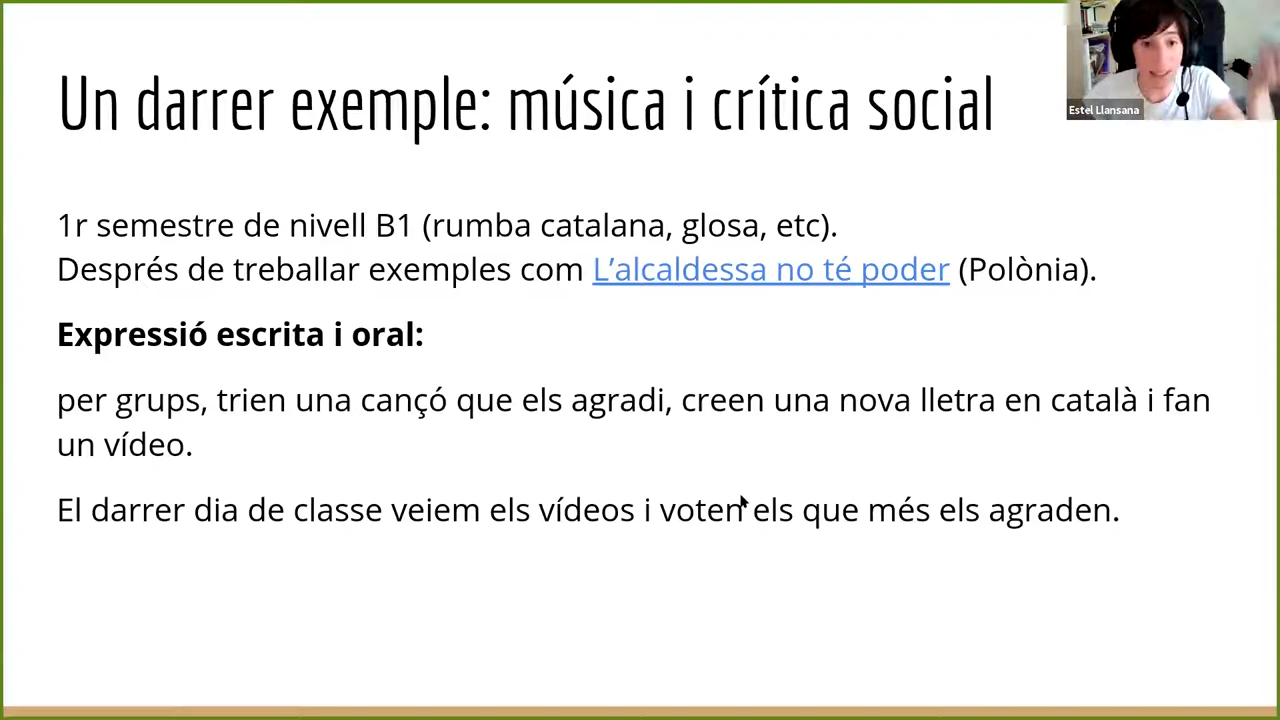 Un darrer exemple: música i crítica social
Estel Llansana
1r semestre de nivell B1 (rumba catalana, glosa, etc).
Després de treballar exemples com L’alcaldessa no té poder (Polònia).
Expressió escrita i oral:
per grups, trien una cançó que els agradi, creen una nova lletra en català i fan
un vídeo.
El darrer dia de classe veiem els vídeos i voten els que més els agraden.